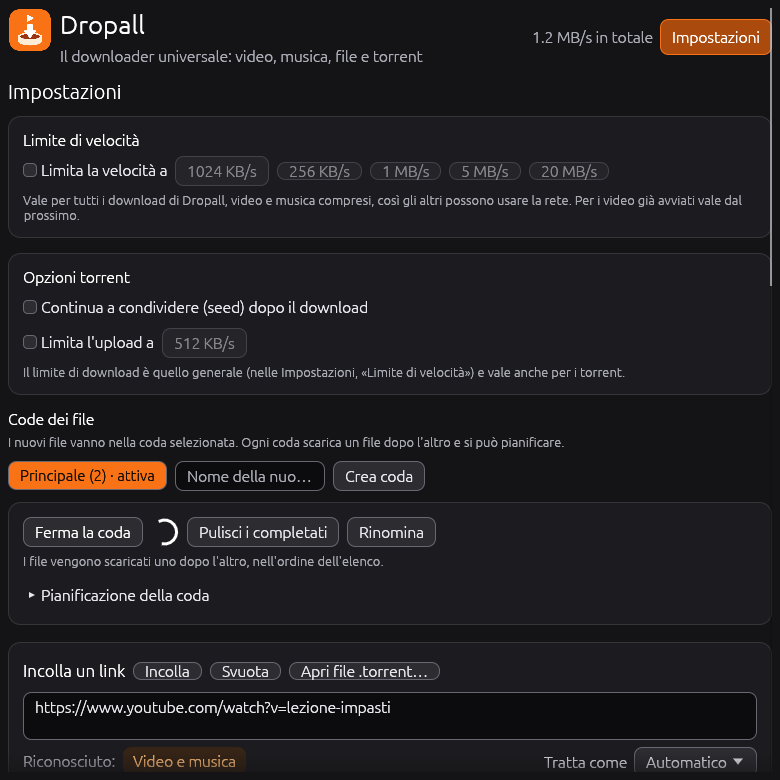 Dropall
Il downloader universale: video, musica, file e torrent
1.2 MB/s in totale
Impostazioni
Impostazioni
Limite di velocità
Limita la velocità a 1024 KB/s 256 KB/s 1 MB/s 5 MB/s 20 MB/s
Vale per tutti i download di Dropall, video e musica compresi, così gli altri possono usare la rete. Per i video già avviati vale dal
prossimo.
Opzioni torrent
Continua a condividere (seed) dopo il download
Limita l'upload a 512 KB/s
Il limite di download è quello generale (nelle Impostazioni, «Limite di velocità») e vale anche per i torrent.
Code dei file
I nuovi file vanno nella coda selezionata. Ogni coda scarica un file dopo l'altro e si può pianificare.
Principale (2) · attiva Nome della nuo… Crea coda
Ferma la coda Pulisci i completati Rinomina
I file vengono scaricati uno dopo l'altro, nell'ordine dell'elenco.
Pianificazione della coda
Incolla un link Incolla Svuota Apri file .torrent…
https://www.youtube.com/watch?v=lezione-impasti
Riconosciuto: Video e musica Tratta come Automatico